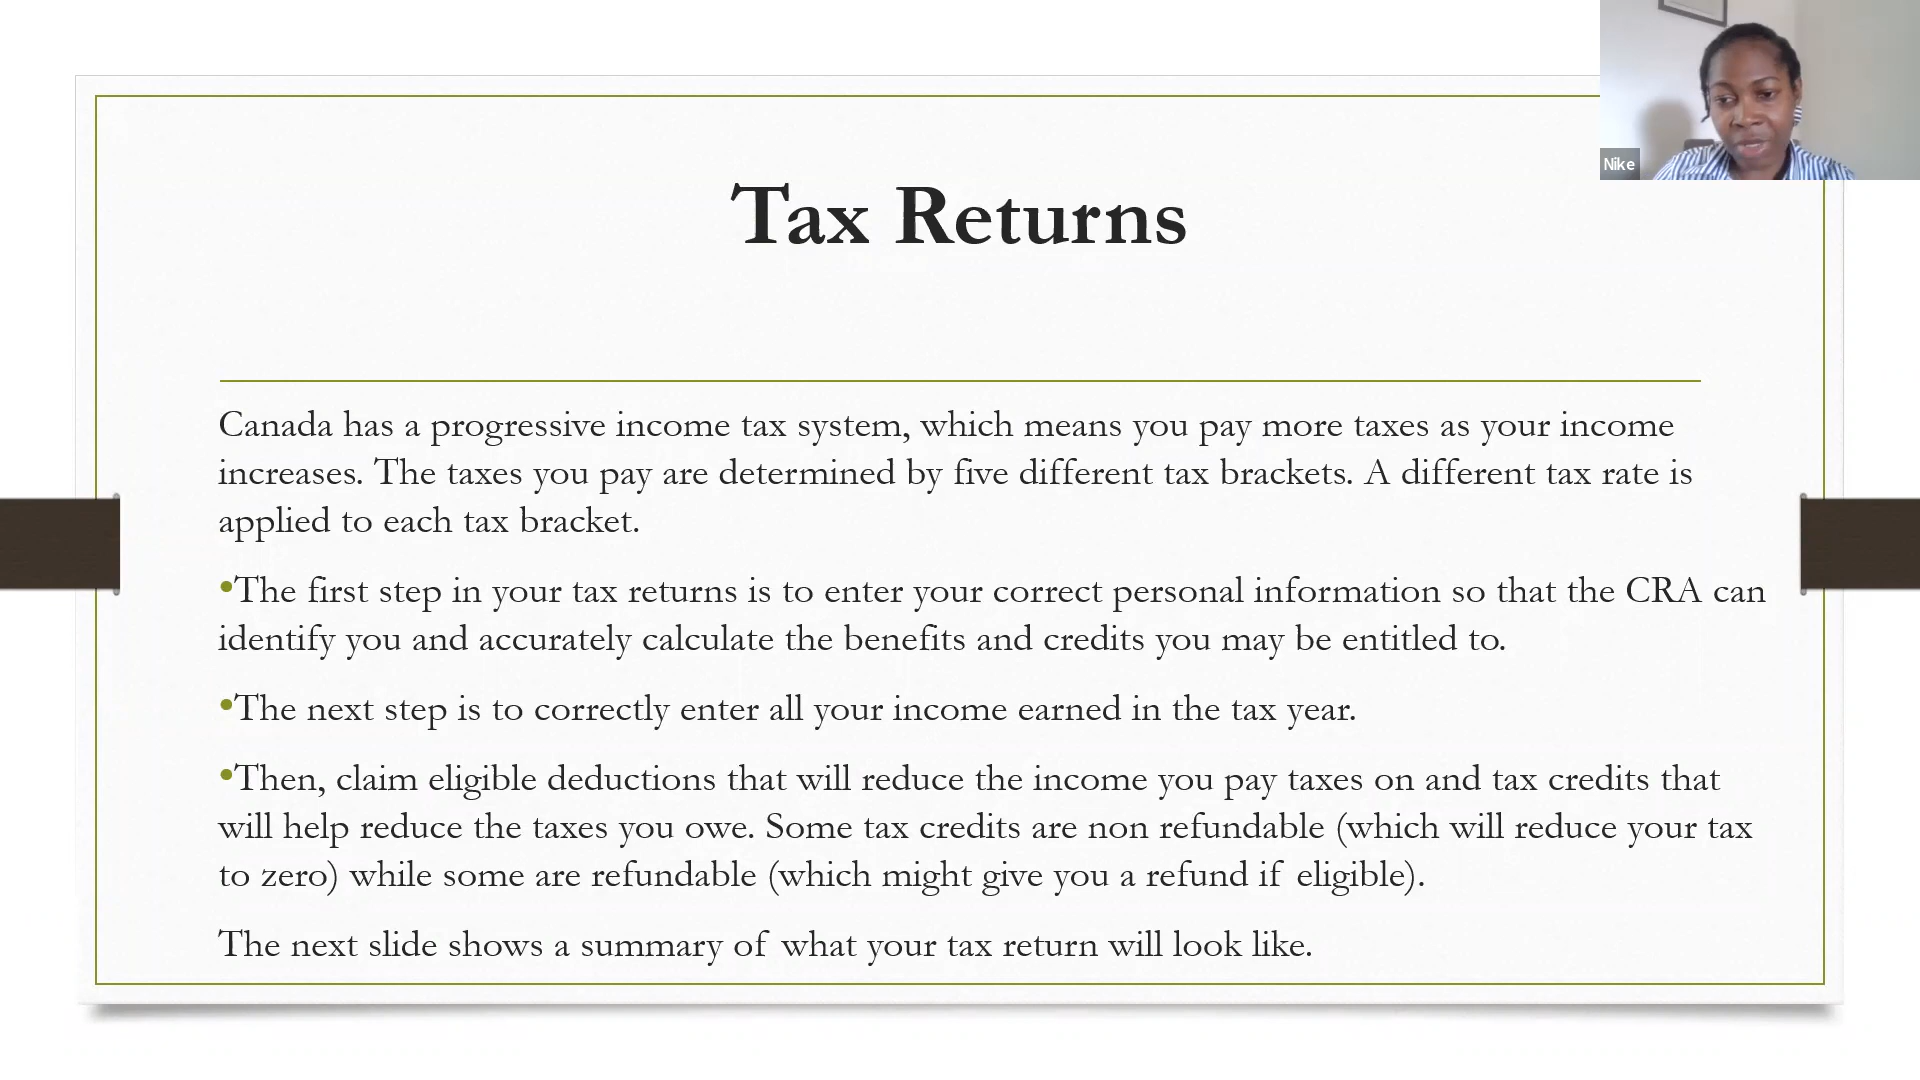 Nike
Tax Returns
Canada has a progressive income tax system, which means you pay more taxes as your income
increases. The taxes you pay are determined by five different tax brackets. A different tax rate is
applied to each tax bracket.
•The first step in your tax returns is to enter your correct personal information so that the CRA can
identify you and accurately calculate the benefits and credits you may be entitled to.
•The next step is to correctly enter all your income earned in the tax year.
•Then, claim eligible deductions that will reduce the income you pay taxes on and tax credits that
will help reduce the taxes you owe. Some tax credits are non refundable (which will reduce your tax
to zero) while some are refundable (which might give you a refund if eligible).
The next slide shows a summary of what your tax return will look like.